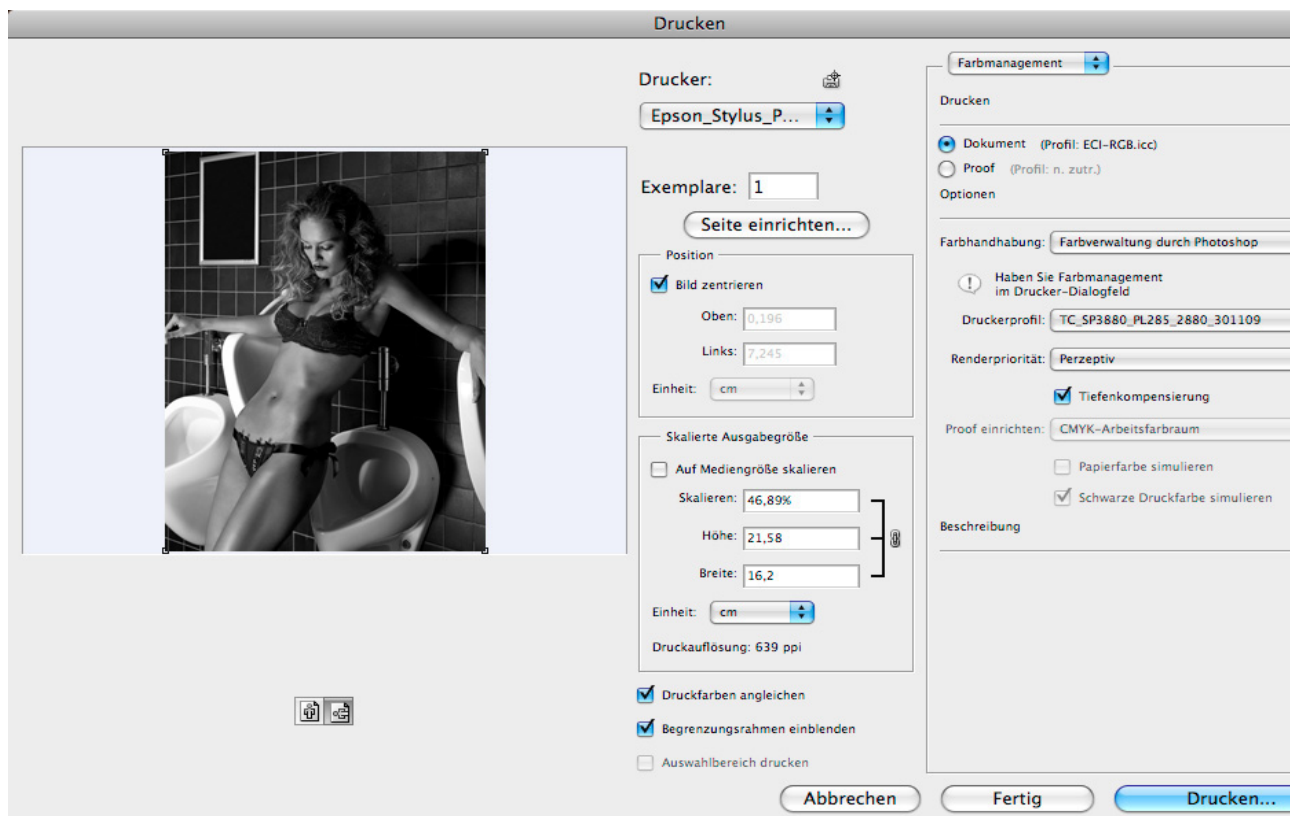 Drucken
Drucker:
Epson_Stylus_P...
Exemplare: 1
Seite einrichten...
Position
Bild zentrieren
Oben: 0,196
Links: 7,245
Einheit: cm
Skalierte Ausgabegröße
Auf Mediengröße skalieren
Skalieren: 46,89%
Höhe: 21,58
Breite: 16,2
Einheit: cm
Druckauflösung: 639 ppi
Druckfarben angleichen
Begrenzungsrahmen einblenden
Auswahlbereich drucken
Farbmanagement
Drucken
Dokument (Profil: ECI-RGB.icc)
Proof (Profil: n. zutr.)
Optionen
Farbhandhabung: Farbverwaltung durch Photoshop
Haben Sie Farbmanagement
im Drucker-Dialogfeld
Druckerprofil: TC_SP3880_PL285_2880_301109
Renderpriorität: Perzeptiv
Tiefenkompensierung
Proof einrichten: CMYK-Arbeitsfarbraum
Papierfarbe simulieren
Schwarze Druckfarbe simulieren
Beschreibung
Abbrechen
Fertig
Drucken...